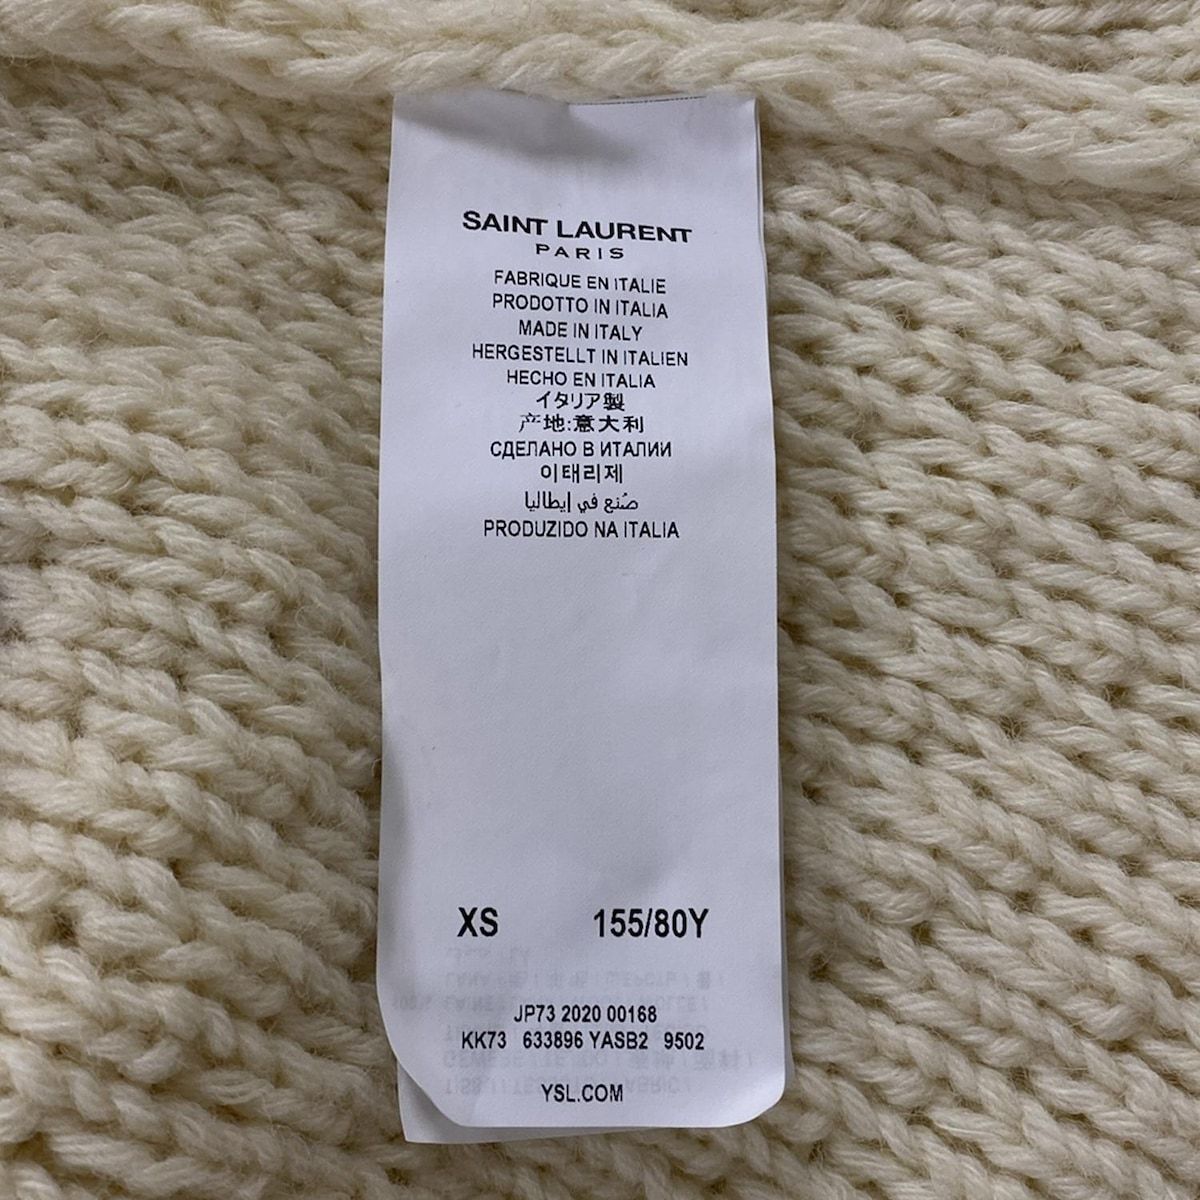 SAINT LAURENT
PARIS
FABRIQUE EN ITALIE
PRODOTTO IN ITALIA
MADE IN ITALY
HERGESTELLT IN ITALIEN
HECHO EN ITALIA
イタリア製
产地:意大利
СДЕЛАНО В ИТАЛИИ
이태리제
صُنع في إيطاليا
PRODUZIDO NA ITALIA
XS 155/80Y
JP73 2020 00168
KK73 633896 YASB2 9502
YSL.COM